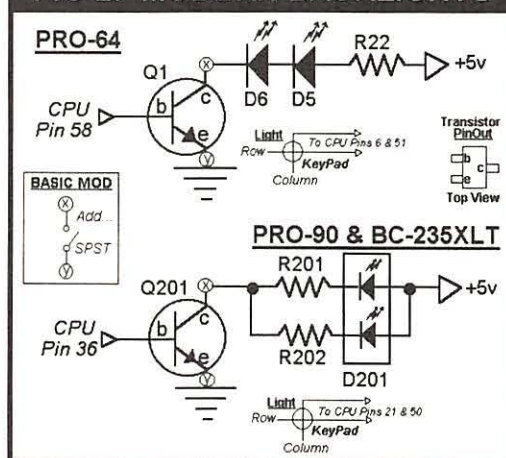 PRO-64
Q1
x
R22
+5v
c
D6
D5
CPU
Pin 58
b
e
y
Light
To CPU Pins 6 & 51
Row
KeyPad
Column
Transistor
PinOut
b
c
e
Top View
BASIC MOD
x
Add...
SPST
y
PRO-90 & BC-235XLT
Q201
x
R201
+5v
c
CPU
Pin 36
b
R202
e
D201
y
Light
To CPU Pins 21 & 50
Row
KeyPad
Column